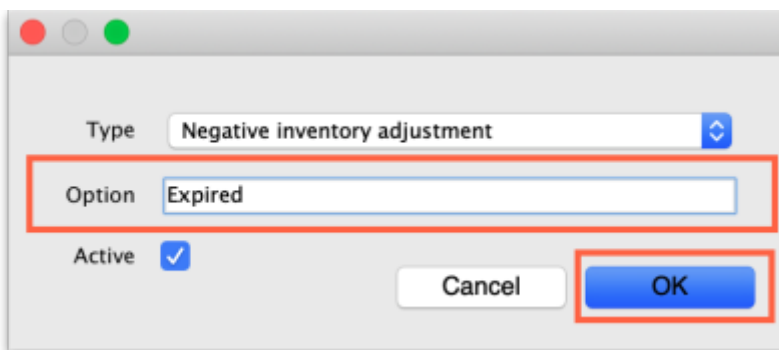 Type Negative inventory adjustment
Option Expired
Active
Cancel OK